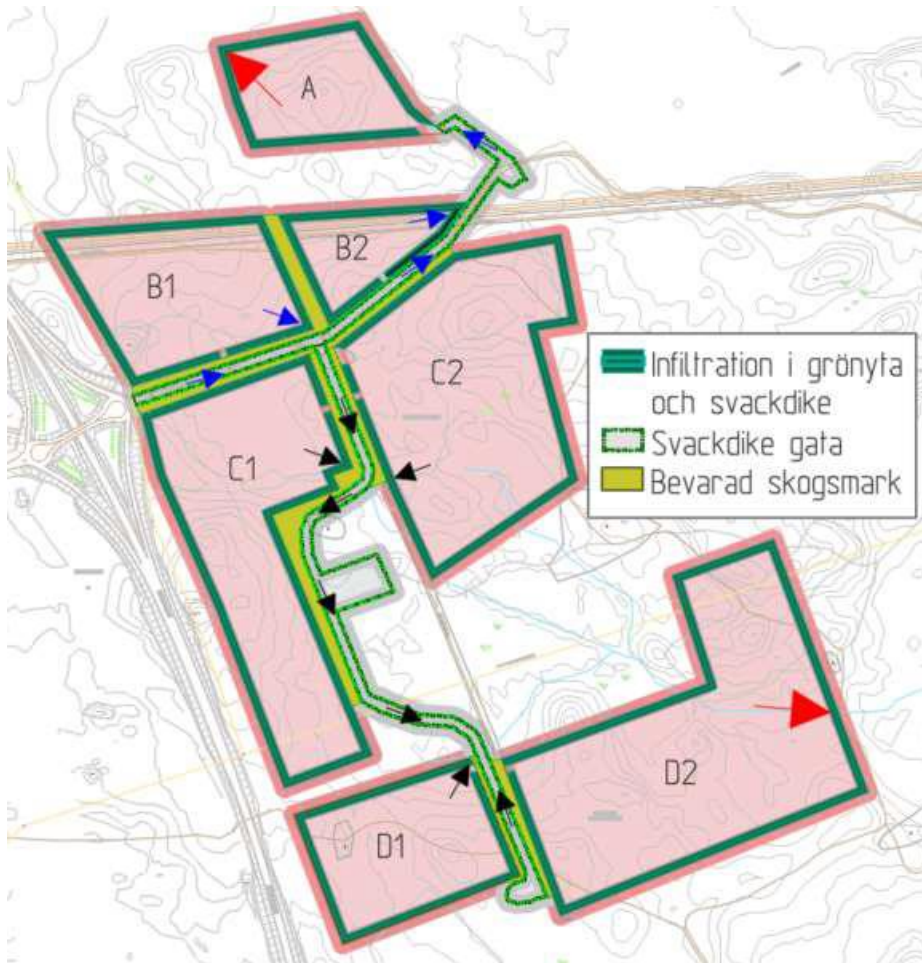 A
B2
B1
C2
C1
Infiltration i grönyta
och svackdike
Svackdike gata
Bevarad skogsmark
D2
D1